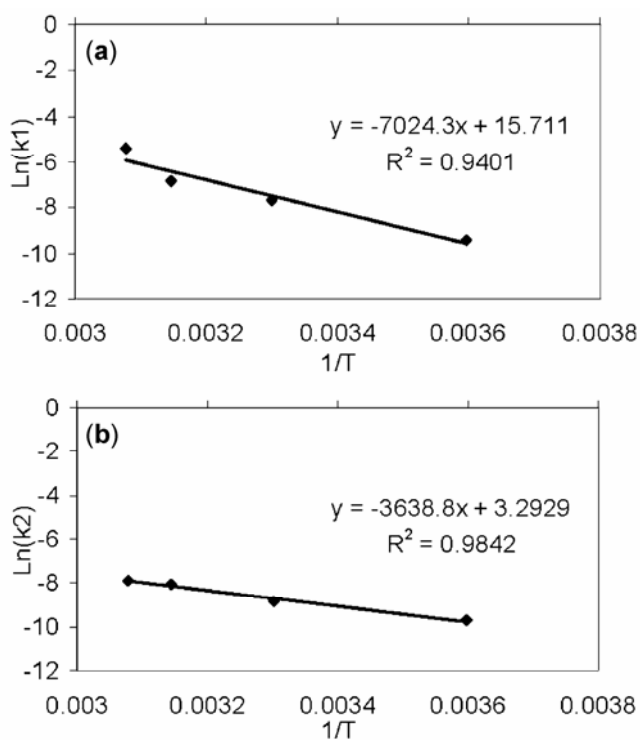 (a)
0
-2
-4
-6
-8
-10
-12
Ln(k1)
y = -7024.3x + 15.711
R² = 0.9401
0.003 0.0032 0.0034 0.0036 0.0038
1/T
(b)
0
-2
-4
-6
-8
-10
-12
Ln(k2)
y = -3638.8x + 3.2929
R² = 0.9842
0.003 0.0032 0.0034 0.0036 0.0038
1/T